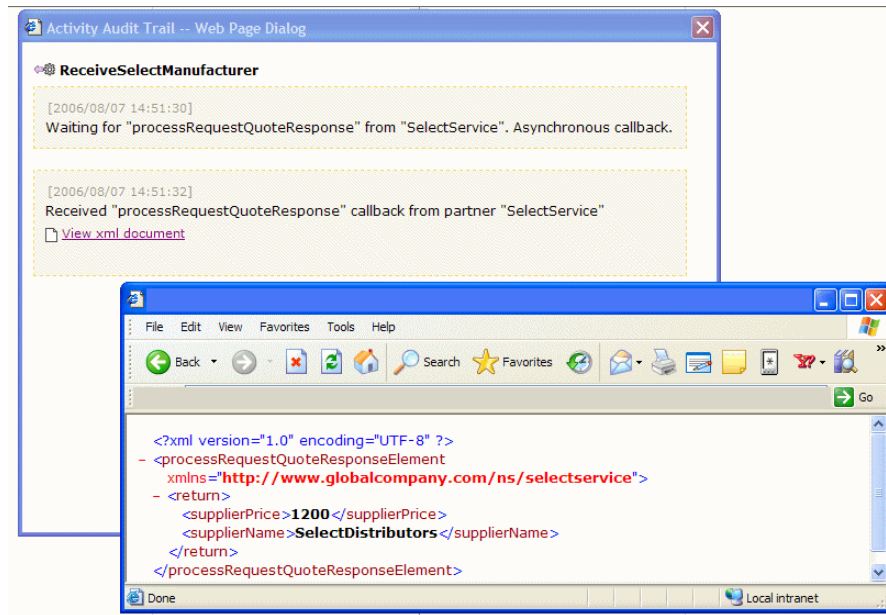 Activity Audit Trail -- Web Page Dialog
ReceiveSelectManufacturer
[2006/08/07 14:51:30]
Waiting for "processRequestQuoteResponse" from "SelectService". Asynchronous callback.
[2006/08/07 14:51:32]
Received "processRequestQuoteResponse" callback from partner "SelectService"
View xml document
File Edit View Favorites Tools Help
Back Search Favorites »
Go
<?xml version="1.0" encoding="UTF-8" ?>
- <processRequestQuoteResponseElement
xmlns="http://www.globalcompany.com/ns/selectservice">
- <return>
<supplierPrice>1200</supplierPrice>
<supplierName>SelectDistributors</supplierName>
</return>
</processRequestQuoteResponseElement>
Done Local intranet